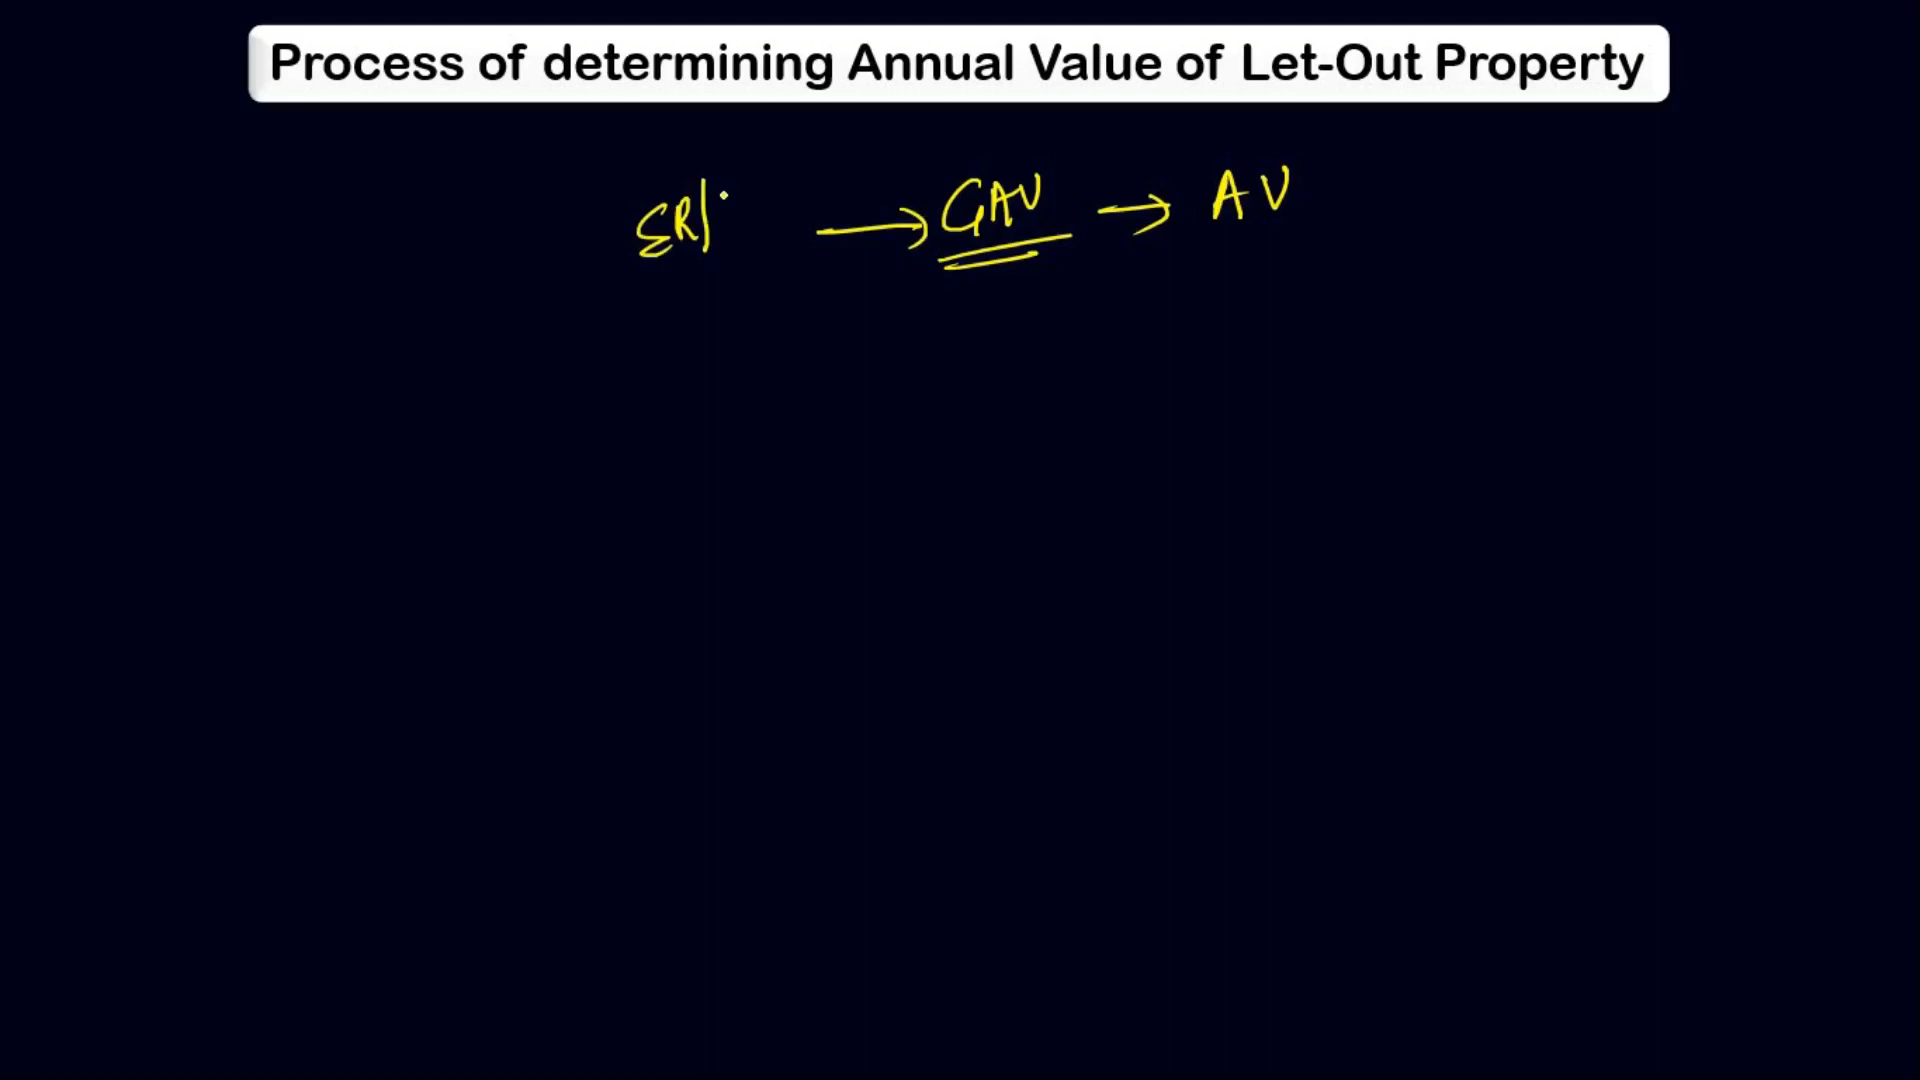 Process of determining Annual Value of Let-Out Property
ER| → GAV → AV